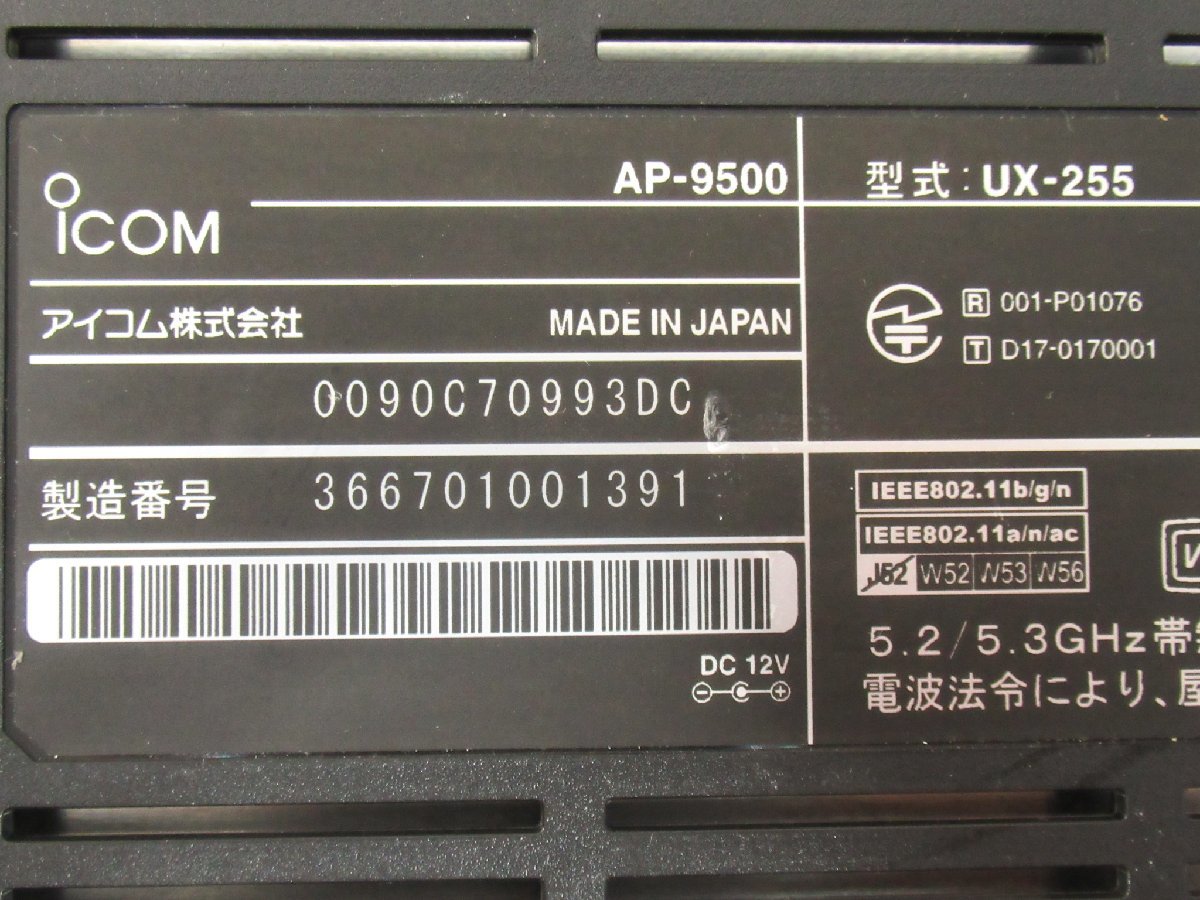 ICOM
AP-9500
アイコム株式会社
MADE IN JAPAN
0090C70993DC
製造番号
366701001391
DC 12V
型式：UX-255
R 001-P01076
T D17-0170001
IEEE802.11b/g/n
IEEE802.11a/n/ac
J52 W52 W53 W56
5.2/5.3GHz帯
電波法令により、屋